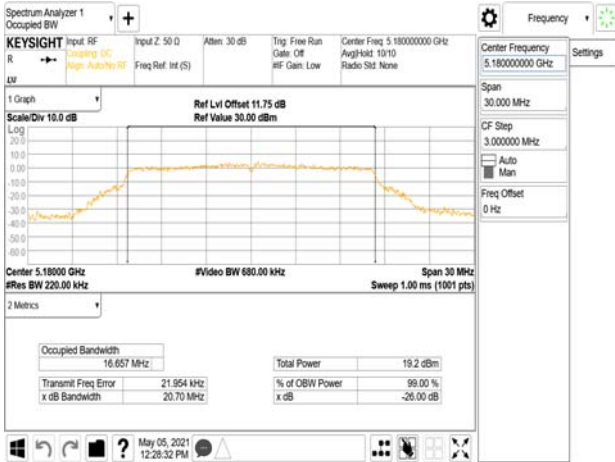 Spectrum Analyzer 1
Occupied BW
Frequency
KEYSIGHT
R
Input: RF
Coupling: DC
Align: Auto/No RF
Input Z: 50 Ω
Freq Ref: Int (S)
Atten: 30 dB
Trig: Free Run
Gate: Off
#IF Gain: Low
Center Freq: 5.180000000 GHz
Avg|Hold: 10/10
Radio Std: None
Center Frequency
5.180000000 GHz
Settings
Span
30.000 MHz
CF Step
3.000000 MHz
Auto
Man
Freq Offset
0 Hz
1 Graph
Scale/Div 10.0 dB
Ref Lvl Offset 11.75 dB
Ref Value 30.00 dBm
Log
20.0
10.0
0.00
-10.0
-20.0
-30.0
-40.0
-50.0
-60.0
Center 5.18000 GHz
#Res BW 220.00 kHz
#Video BW 680.00 kHz
Span 30 MHz
Sweep 1.00 ms (1001 pts)
2 Metrics
Occupied Bandwidth
16.657 MHz
Total Power 19.2 dBm
Transmit Freq Error 21.954 kHz
% of OBW Power 99.00 %
x dB Bandwidth 20.70 MHz
x dB -26.00 dB
?
May 05, 2021
12:28:32 PM